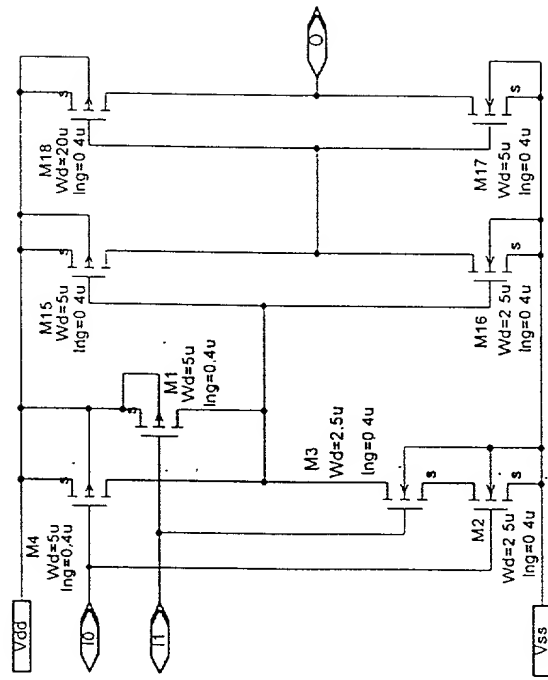 Vdd
I0
I1
Vss
M4
Wd=5u
lng=0.4u
s
M1
Wd=5u
lng=0.4u
s
M3
Wd=2.5u
lng=0 4u
s
M2
Wd=2 5u
lng=0 4u
s
M15
Wd=5u
lng=0 4u
s
M16
Wd=2 5u
lng=0 4u
s
M18
Wd=20u
lng=0 4u
s
M17
Wd=5u
lng=0 4u
s
O